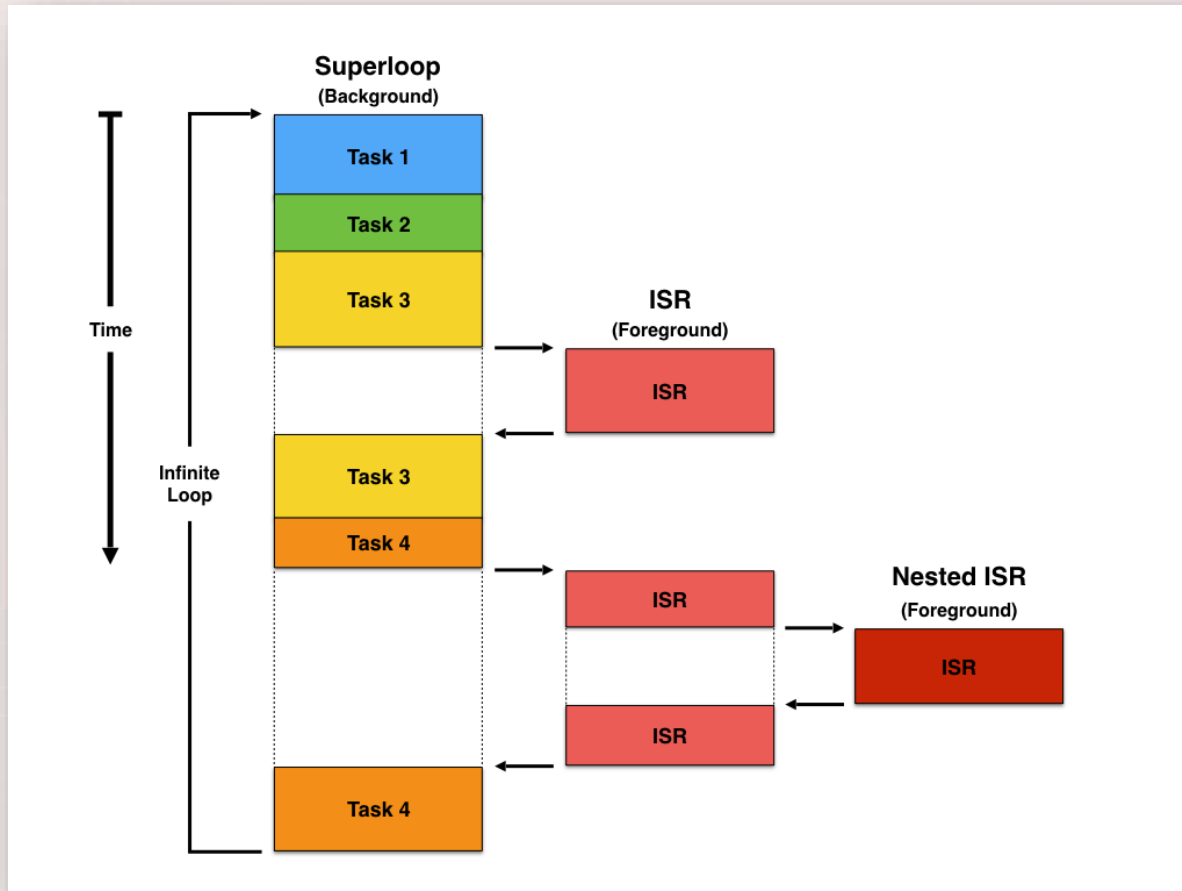 Superloop
(Background)
Task 1
Task 2
Task 3
ISR
(Foreground)
Time
ISR
Infinite
Loop
Task 3
Task 4
Nested ISR
(Foreground)
ISR
ISR
ISR
Task 4